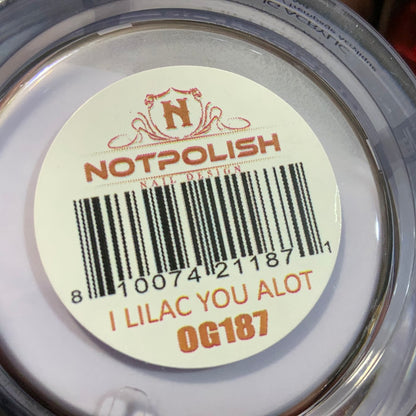 N
NOTPOLISH
NAIL DESIGN
8 10074 21187 1
I LILAC YOU ALOT
OG187